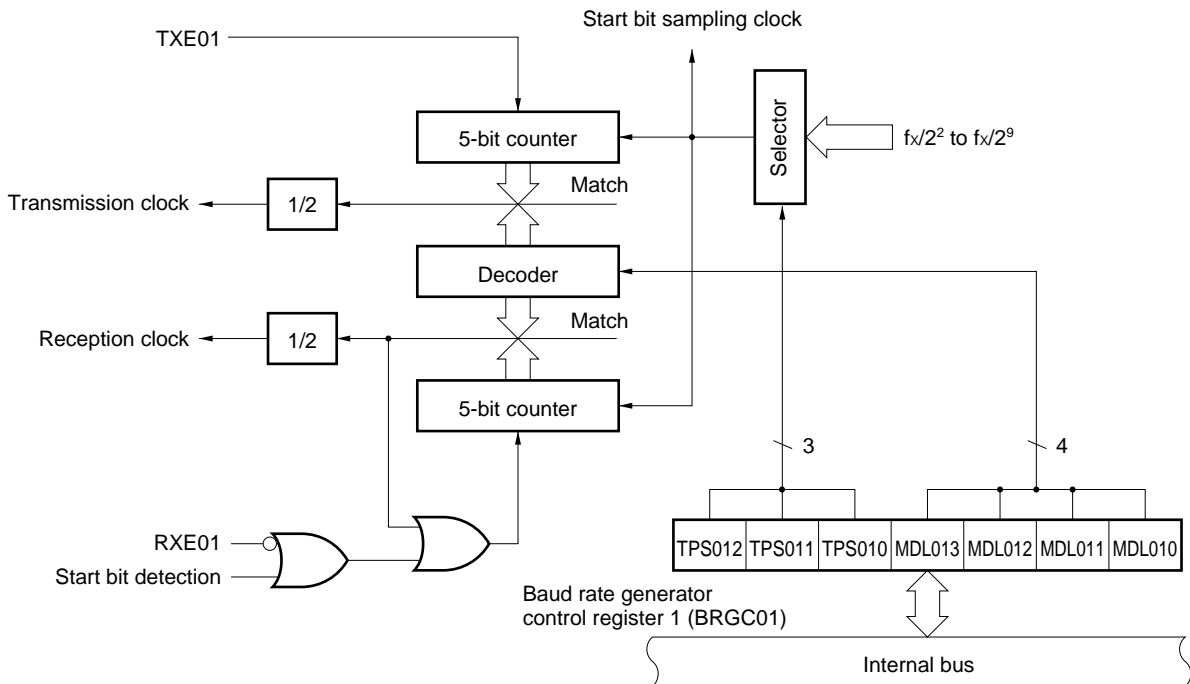 Start bit sampling clock
TXE01
5-bit counter
Selector
fX/2² to fX/2⁹
Match
Transmission clock
1/2
Decoder
Match
Reception clock
1/2
5-bit counter
3
4
RXE01
Start bit detection
TPS012 TPS011 TPS010 MDL013 MDL012 MDL011 MDL010
Baud rate generator
control register 1 (BRGC01)
Internal bus